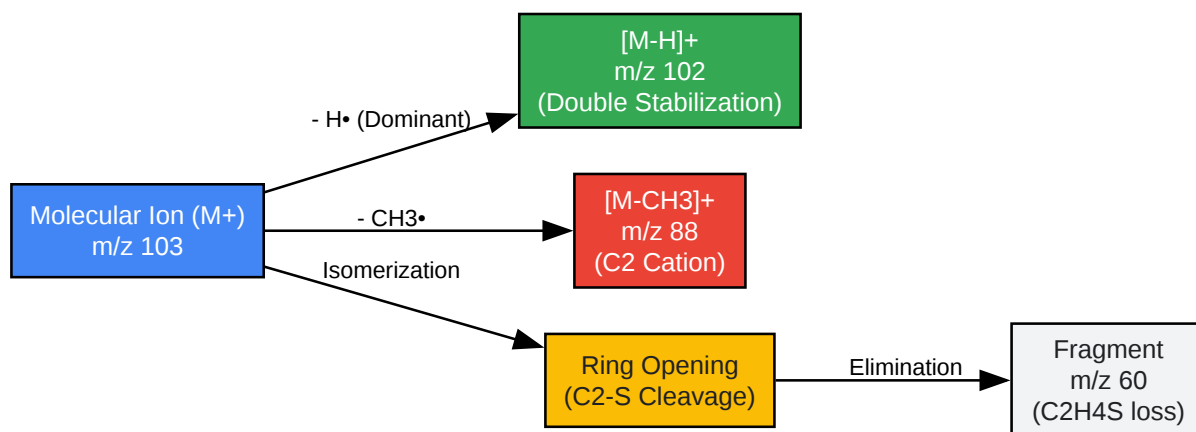 [M-H]+
m/z 102
(Double Stabilization)
- H• (Dominant)
Molecular Ion (M+)
m/z 103
- CH3•
[M-CH3]+
m/z 88
(C2 Cation)
Isomerization
Ring Opening
(C2-S Cleavage)
Elimination
Fragment
m/z 60
(C2H4S loss)